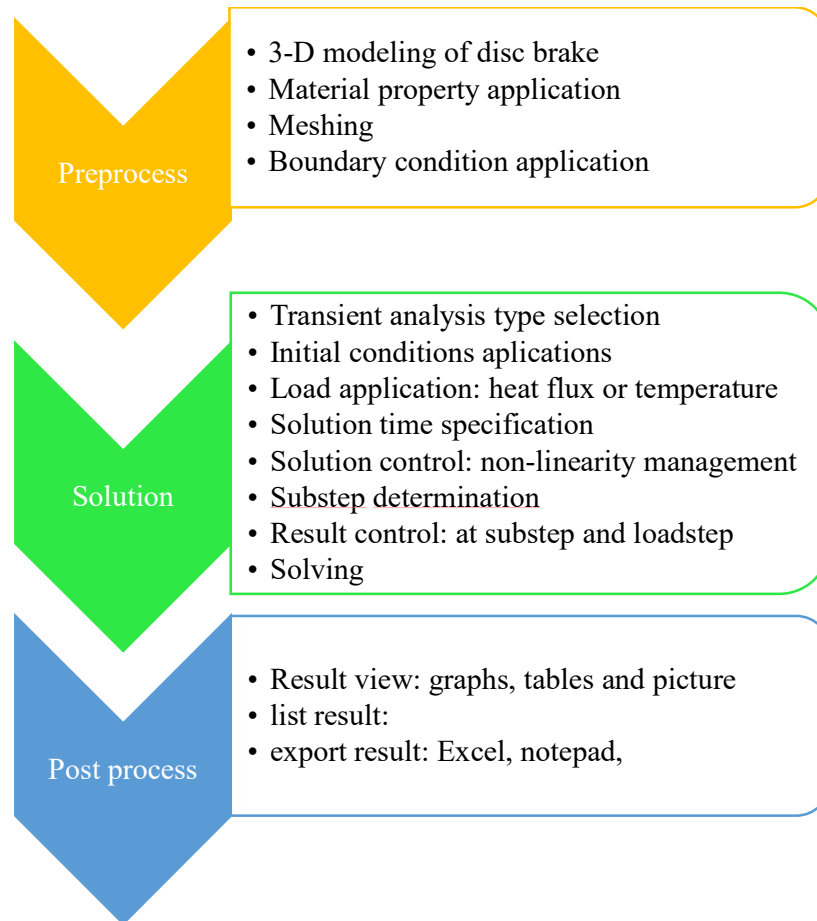 Preprocess
• 3-D modeling of disc brake
• Material property application
• Meshing
• Boundary condition application
Solution
• Transient analysis type selection
• Initial conditions aplications
• Load application: heat flux or temperature
• Solution time specification
• Solution control: non-linearity management
• Substep determination
• Result control: at substep and loadstep
• Solving
Post process
• Result view: graphs, tables and picture
• list result:
• export result: Excel, notepad,